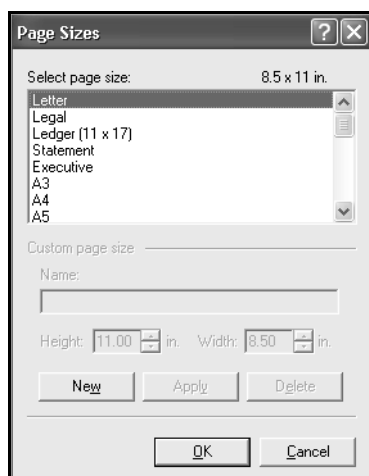 Page Sizes
Select page size: 8.5 x 11 in.
Letter
Legal
Ledger (11 x 17)
Statement
Executive
A3
A4
A5
Custom page size
Name:
Height: 11.00 in. Width: 8.50 in.
New Apply Delete
OK Cancel